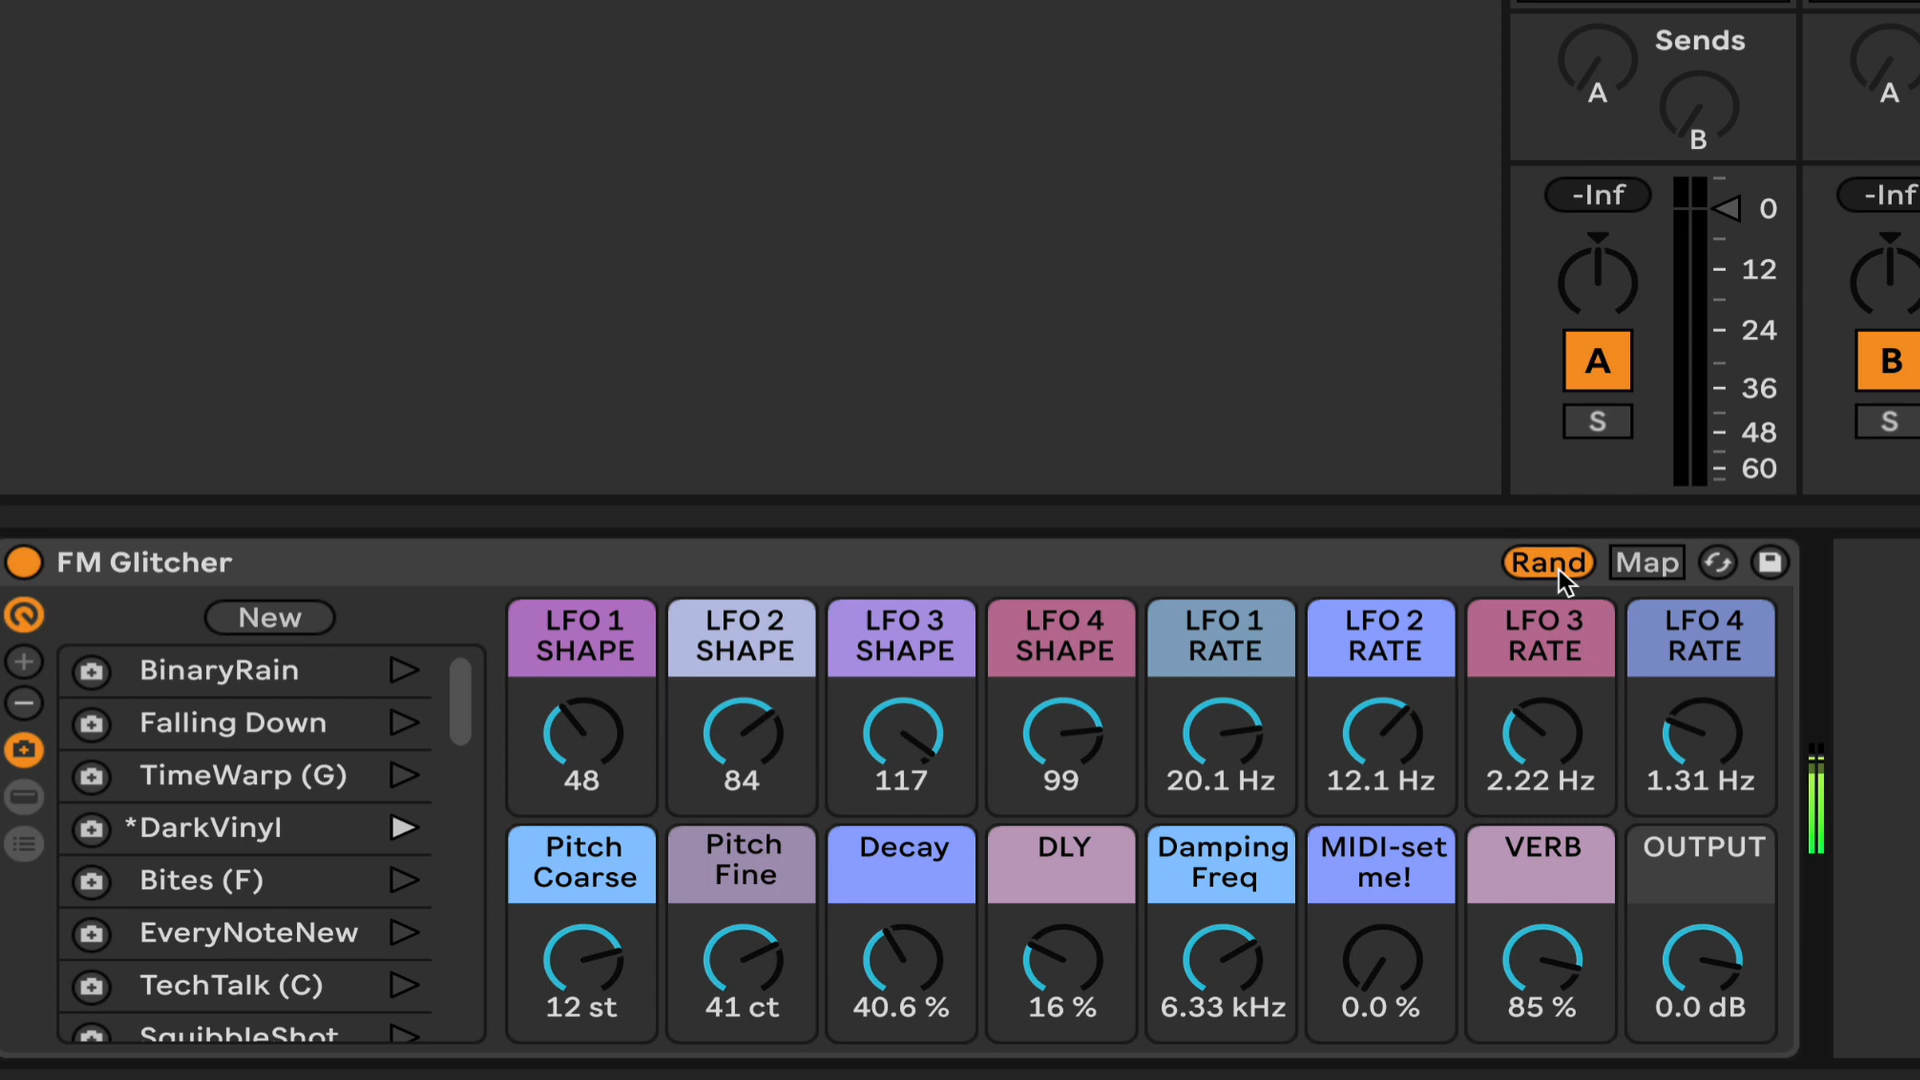 Sends
A
A
B
-Inf
-Inf
0
12
24
A
B
36
S
S
48
60
FM Glitcher
Rand
Map
New
BinaryRain
Falling Down
TimeWarp (G)
*DarkVinyl
Bites (F)
EveryNoteNew
TechTalk (C)
SquibbleShot
LFO 1
SHAPE
48
LFO 2
SHAPE
84
LFO 3
SHAPE
117
LFO 4
SHAPE
99
LFO 1
RATE
20.1 Hz
LFO 2
RATE
12.1 Hz
LFO 3
RATE
2.22 Hz
LFO 4
RATE
1.31 Hz
Pitch
Coarse
12 st
Pitch
Fine
41 ct
Decay
40.6 %
DLY
16 %
Damping
Freq
6.33 kHz
MIDI-set
me!
0.0 %
VERB
85 %
OUTPUT
0.0 dB